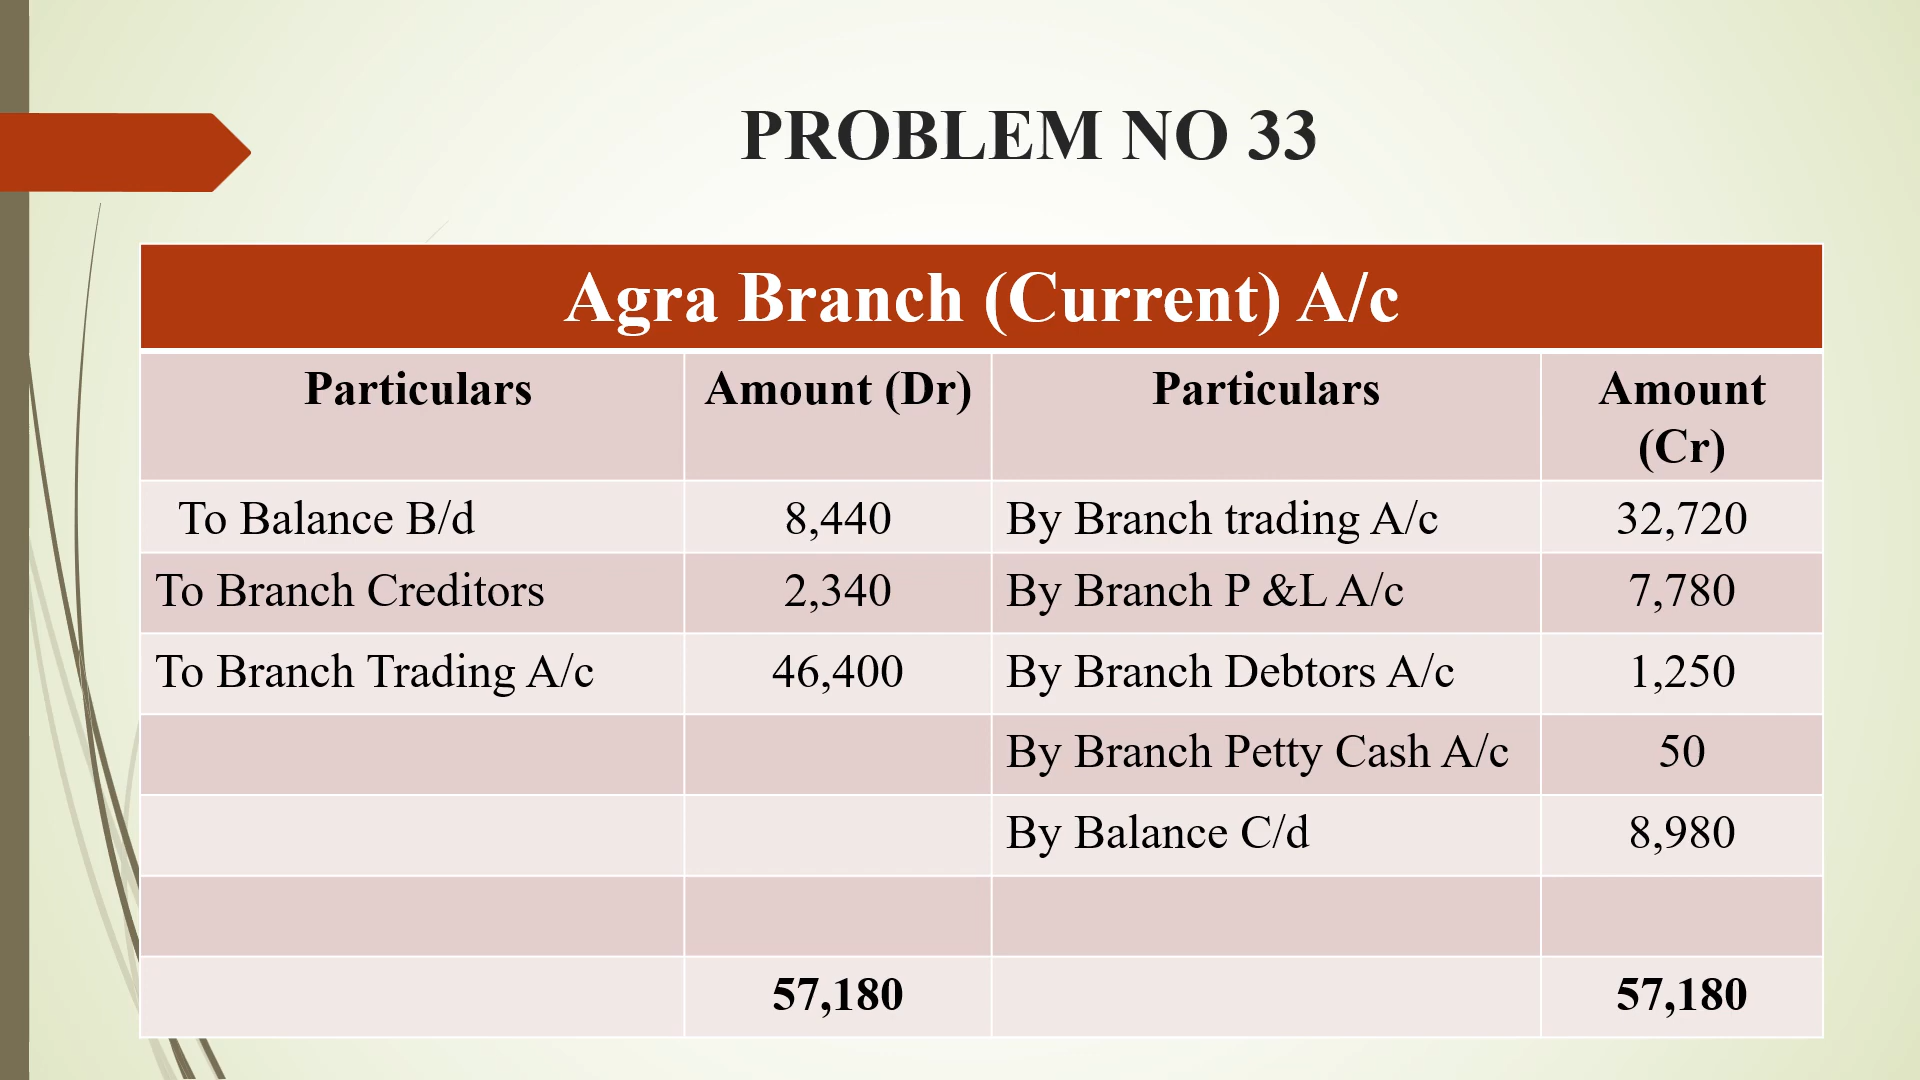 PROBLEM NO 33
Agra Branch (Current) A/c
Particulars Amount (Dr) Particulars Amount
(Cr)
To Balance B/d 8,440 By Branch trading A/c 32,720
To Branch Creditors 2,340 By Branch P &L A/c 7,780
To Branch Trading A/c 46,400 By Branch Debtors A/c 1,250
By Branch Petty Cash A/c 50
By Balance C/d 8,980
57,180 57,180